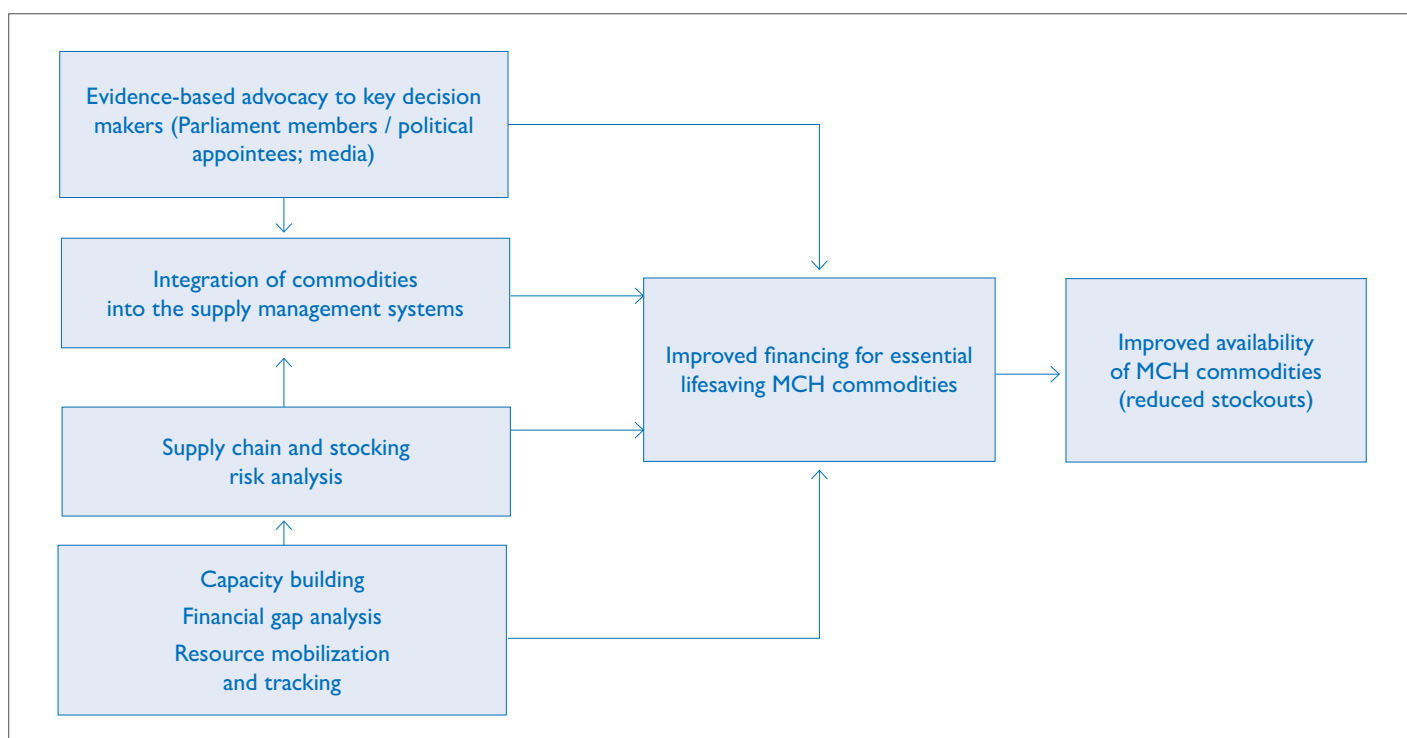 Evidence-based advocacy to key decision
makers (Parliament members / political
appointees; media)
Integration of commodities
into the supply management systems
Supply chain and stocking
risk analysis
Capacity building
Financial gap analysis
Resource mobilization
and tracking
Improved financing for essential
lifesaving MCH commodities
Improved availability
of MCH commodities
(reduced stockouts)